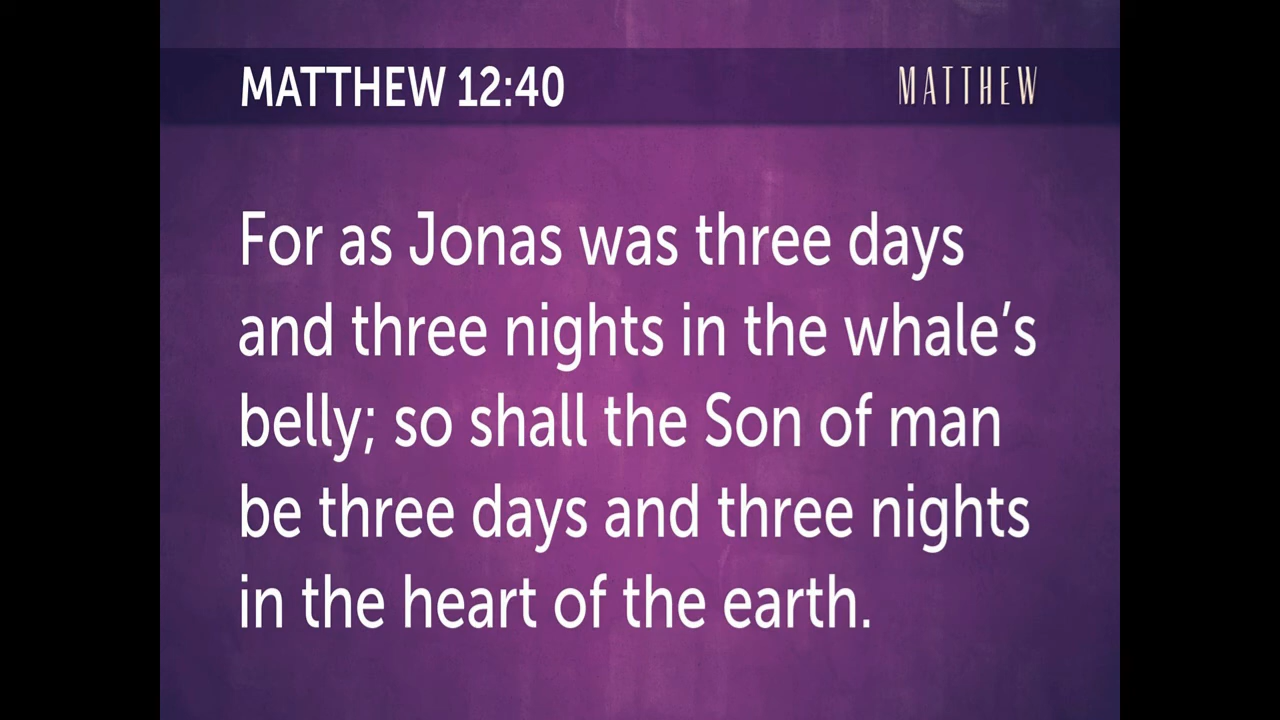 MATTHEW 12:40
MATTHEW
For as Jonas was three days
and three nights in the whale’s
belly; so shall the Son of man
be three days and three nights
in the heart of the earth.